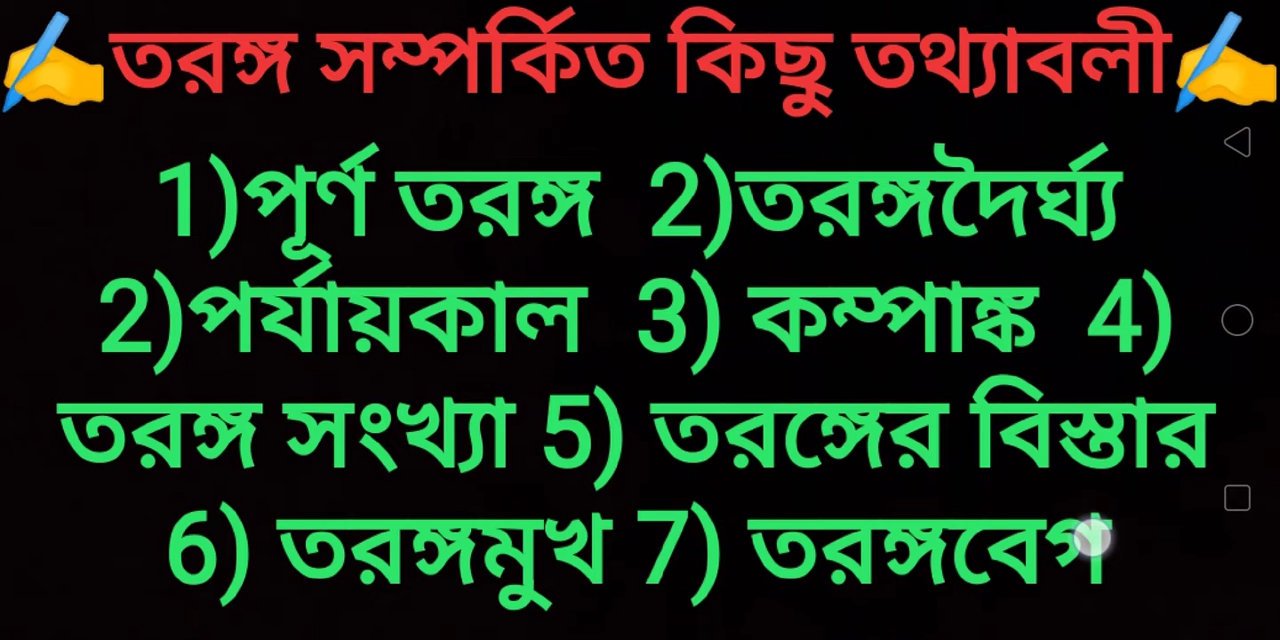 ✍️তরঙ্গ সম্পর্কিত কিছু তথ্যাবলী✍️
1)পূর্ণ তরঙ্গ 2)তরঙ্গদৈর্ঘ্য
2)পর্যায়কাল 3) কম্পাঙ্ক 4)
তরঙ্গ সংখ্যা 5) তরঙ্গের বিস্তার
6) তরঙ্গমুখ 7) তরঙ্গবেগ